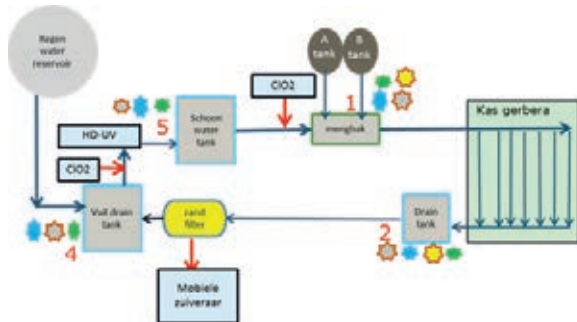 Regen
water
reservoir
A
tank
B
tank
ClO2
1
5
Schoon
water
tank
mengbak
Kas gerbera
HD-UV
ClO2
Vuil drain
tank
4
zand
filter
Drain
tank
2
Mobiele
zuiveraar